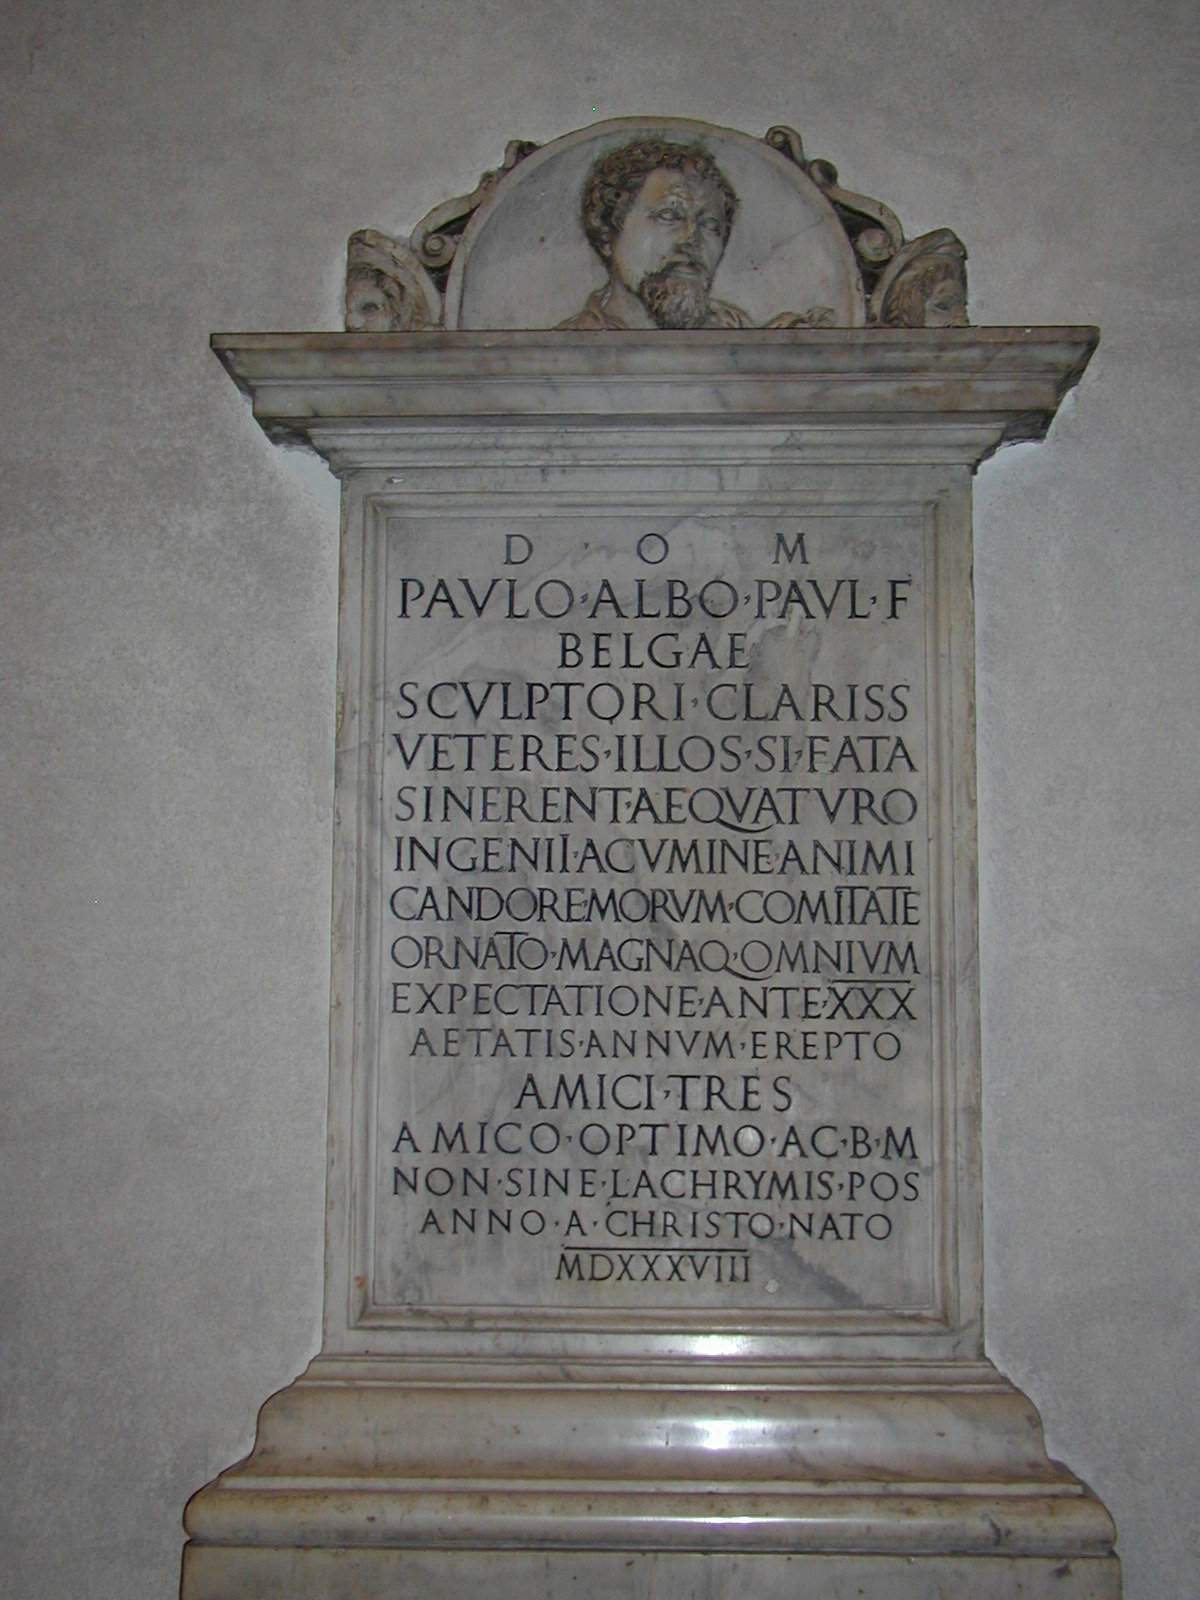 D O M
PAVLO·ALBO·PAVL·F
BELGAE
SCVLPTORI·CLARISS
VETERES·ILLOS·SI·FATA
SINERENT·AEQVATVRO
INGENII·ACVMINE·ANIMI
CANDORE·MORVM·COMITATE
ORNATO·MAGNAQ·OMNIVM
EXPECTATIONE·ANTE·XXX
AETATIS·ANNVM·EREPTO
AMICI·TRES
AMICO·OPTIMO·AC·B·M
NON·SINE·LACHRYMIS·POS
ANNO·A·CHRISTO·NATO
MDXXXVIII